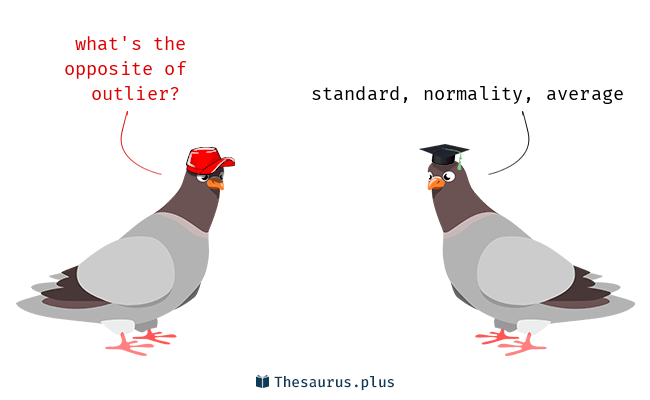 what's the
opposite of
outlier?
standard, normality, average
Thesaurus.plus